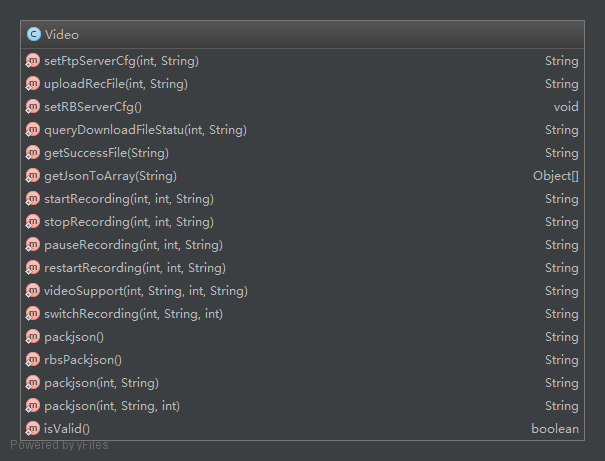 C Video
m setFtpServerCfg(int, String) String
m uploadRecFile(int, String) String
m setRBServerCfg() void
m queryDownloadFileStatu(int, String) String
m getSuccessFile(String) String
m getJsonToArray(String) Object[]
m startRecording(int, int, String) String
m stopRecording(int, int, String) String
m pauseRecording(int, int, String) String
m restartRecording(int, int, String) String
m videoSupport(int, String, int, String) String
m switchRecording(int, String, int) String
m packjson() String
m rbsPackjson() String
m packjson(int, String) String
m packjson(int, String, int) String
m isValid() boolean
Powered by yFiles